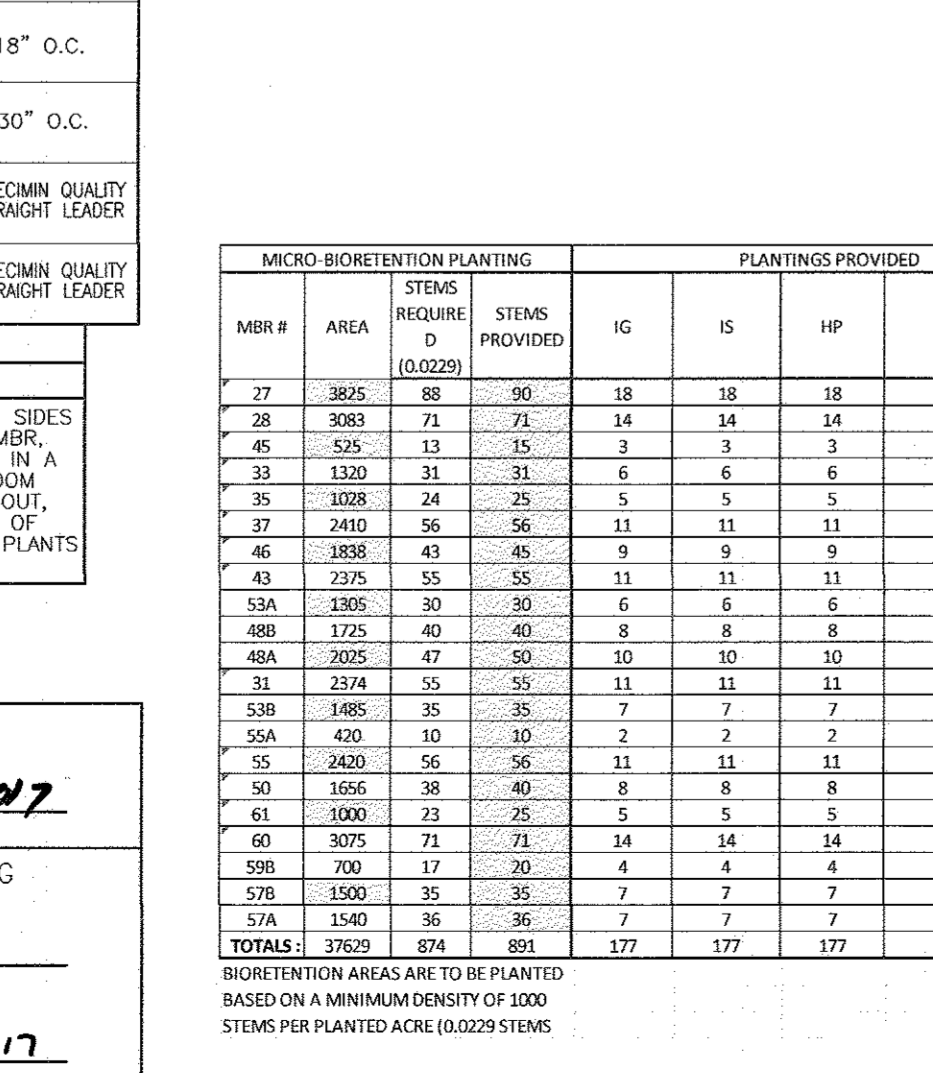 18" O.C.
30" O.C.
ECIMIN QUALITY
RAIGHT LEADER
ECIMIN QUALITY
RAIGHT LEADER
SIDES
MBR,
IN A
DOM
OUT,
OF
PLANTS
G
17
MICRO-BIORETENTION PLANTING PLANTINGS PROVIDED
MBR # AREA STEMS REQUIRE D (0.0229) STEMS PROVIDED IG IS HP
27 3825 88 90 18 18 18
28 3083 71 71 14 14 14
45 525 13 15 3 3 3
33 1320 31 31 6 6 6
35 1028 24 25 5 5 5
37 2410 56 56 11 11 11
46 1838 43 45 9 9 9
43 2375 55 55 11 11 11
53A 1305 30 30 6 6 6
48B 1725 40 40 8 8 8
48A 2025 47 50 10 10 10
31 2374 55 55 11 11 11
53B 1485 35 35 7 7 7
55A 420 10 10 2 2 2
55 2420 56 56 11 11 11
50 1656 38 40 8 8 8
61 1000 23 25 5 5 5
60 3075 71 71 14 14 14
59B 700 17 20 4 4 4
57B 1500 35 35 7 7 7
57A 1540 36 36 7 7 7
TOTALS : 37629 874 891 177 177 177
BIORETENTION AREAS ARE TO BE PLANTED
BASED ON A MINIMUM DENSITY OF 1000
STEMS PER PLANTED ACRE (0.0229 STEMS